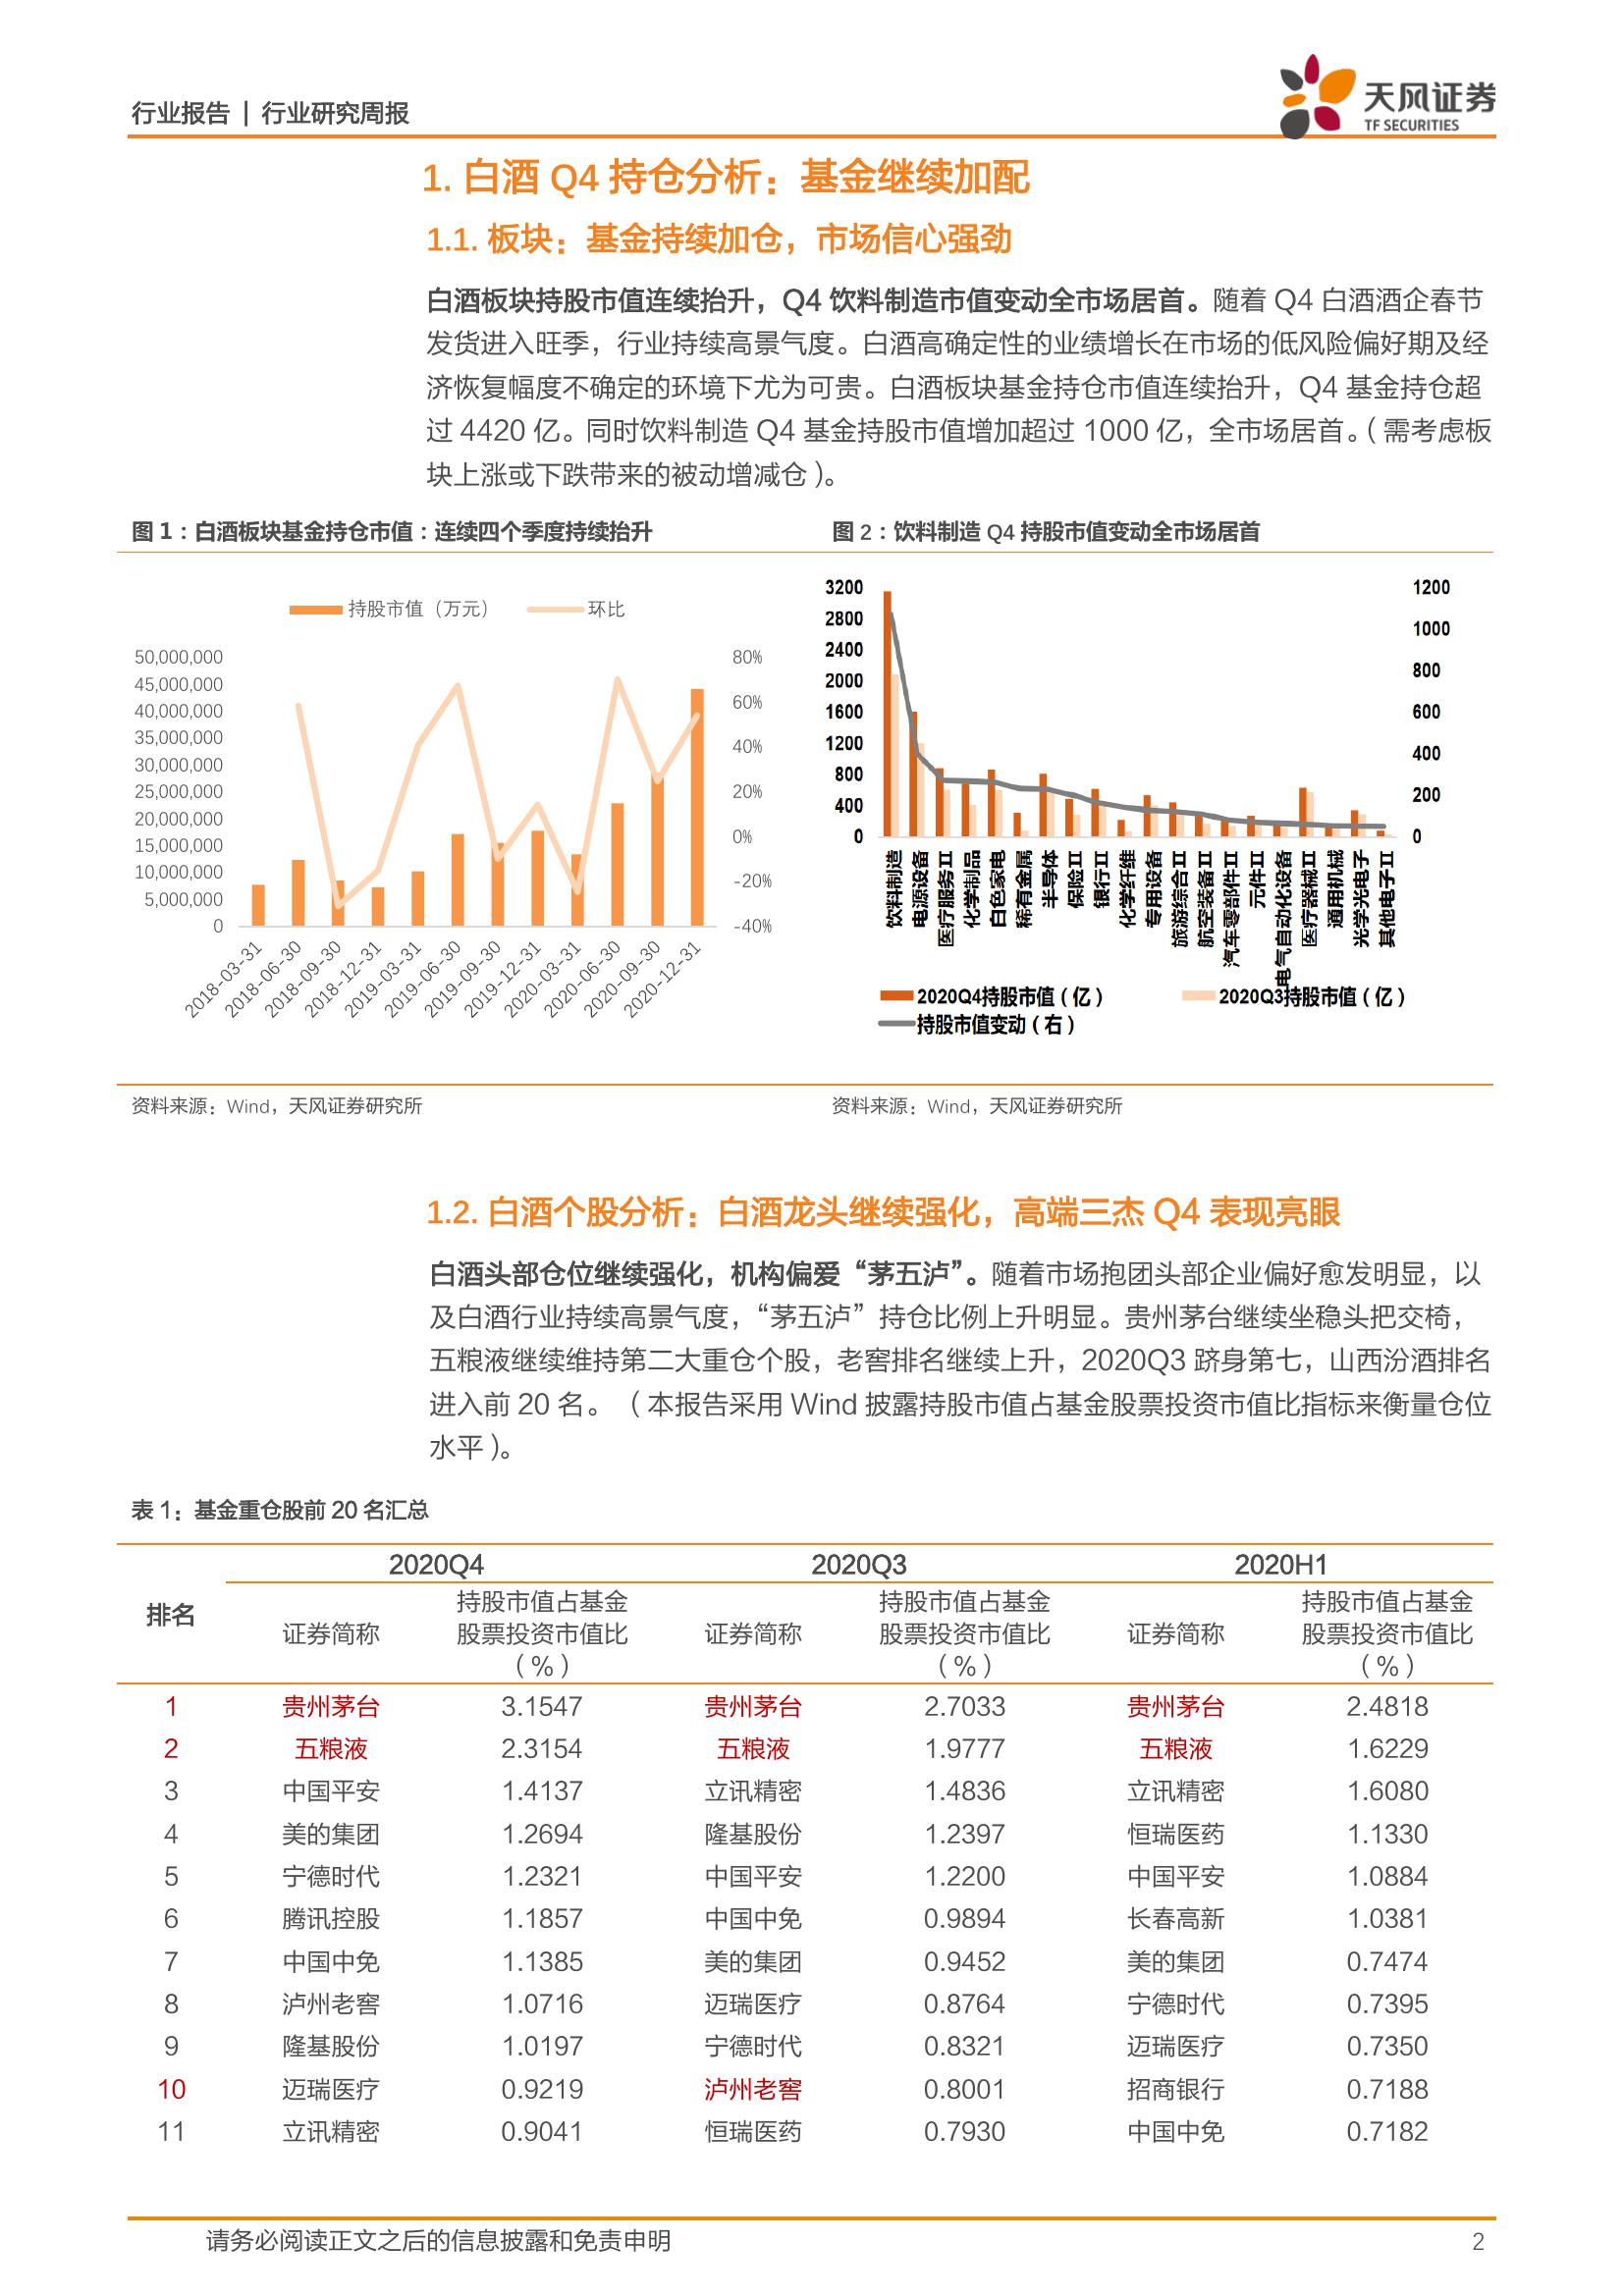 行业报告 | 行业研究周报
天风证券
TF SECURITIES
1. 白酒 Q4 持仓分析：基金继续加配
1.1. 板块：基金持续加仓，市场信心强劲
白酒板块持股市值连续抬升，Q4 饮料制造市值变动全市场居首。随着 Q4 白酒酒企春节
发货进入旺季，行业持续高景气度。白酒高确定性的业绩增长在市场的低风险偏好期及经
济恢复幅度不确定的环境下尤为可贵。白酒板块基金持仓市值连续抬升，Q4 基金持仓超
过 4420 亿。同时饮料制造 Q4 基金持股市值增加超过 1000 亿，全市场居首。（需考虑板
块上涨或下跌带来的被动增减仓）。
图 1：白酒板块基金持仓市值：连续四个季度持续抬升
持股市值（万元）
环比
50,000,000
45,000,000
40,000,000
35,000,000
30,000,000
25,000,000
20,000,000
15,000,000
10,000,000
5,000,000
0
80%
60%
40%
20%
0%
-20%
-40%
2018-03-31
2018-06-30
2018-09-30
2018-12-31
2019-03-31
2019-06-30
2019-09-30
2019-12-31
2020-03-31
2020-06-30
2020-09-30
2020-12-31
资料来源：Wind，天风证券研究所
图 2：饮料制造 Q4 持股市值变动全市场居首
3200
2800
2400
2000
1600
1200
800
400
0
1200
1000
800
600
400
200
0
饮料制造
电源设备
医疗服务II
化学制品
白色家电
稀有金属
半导体
保险II
银行II
化学纤维
专用设备
旅游综合II
航空装备II
汽车零部件II
元件II
电气自动化设备
医疗器械II
通用机械
光学光电子
其他电子II
2020Q4持股市值（亿）
2020Q3持股市值（亿）
持股市值变动（右）
资料来源：Wind，天风证券研究所
1.2. 白酒个股分析：白酒龙头继续强化，高端三杰 Q4 表现亮眼
白酒头部仓位继续强化，机构偏爱“茅五泸”。随着市场抱团头部企业偏好愈发明显，以
及白酒行业持续高景气度，“茅五泸”持仓比例上升明显。贵州茅台继续坐稳头把交椅，
五粮液继续维持第二大重仓个股，老窖排名继续上升，2020Q3 跻身第七，山西汾酒排名
进入前 20 名。（本报告采用 Wind 披露持股市值占基金股票投资市值比指标来衡量仓位
水平）。
表 1：基金重仓股前 20 名汇总
2020Q4 2020Q3 2020H1
排名 证券简称 持股市值占基金股票投资市值比（%） 证券简称 持股市值占基金股票投资市值比（%） 证券简称 持股市值占基金股票投资市值比（%）
1 贵州茅台 3.1547 贵州茅台 2.7033 贵州茅台 2.4818
2 五粮液 2.3154 五粮液 1.9777 五粮液 1.6229
3 中国平安 1.4137 立讯精密 1.4836 立讯精密 1.6080
4 美的集团 1.2694 隆基股份 1.2397 恒瑞医药 1.1330
5 宁德时代 1.2321 中国平安 1.2200 中国平安 1.0884
6 腾讯控股 1.1857 中国中免 0.9894 长春高新 1.0381
7 中国中免 1.1385 美的集团 0.9452 美的集团 0.7474
8 泸州老窖 1.0716 迈瑞医疗 0.8764 宁德时代 0.7395
9 隆基股份 1.0197 宁德时代 0.8321 迈瑞医疗 0.7350
10 迈瑞医疗 0.9219 泸州老窖 0.8001 招商银行 0.7188
11 立讯精密 0.9041 恒瑞医药 0.7930 中国中免 0.7182
请务必阅读正文之后的信息披露和免责申明
2